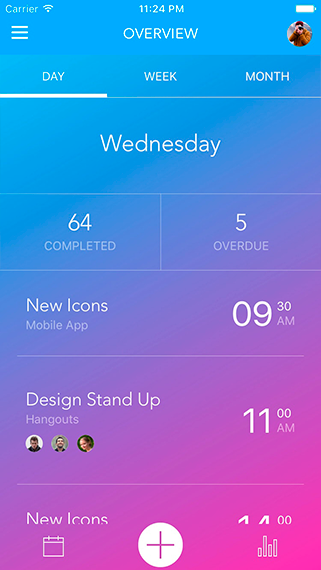 Carrier 11:24 PM
OVERVIEW
DAY WEEK MONTH
Wednesday
64 5
COMPLETED OVERDUE
New Icons
Mobile App
09 30 AM
Design Stand Up
Hangouts
11 00 AM
New Icons
00